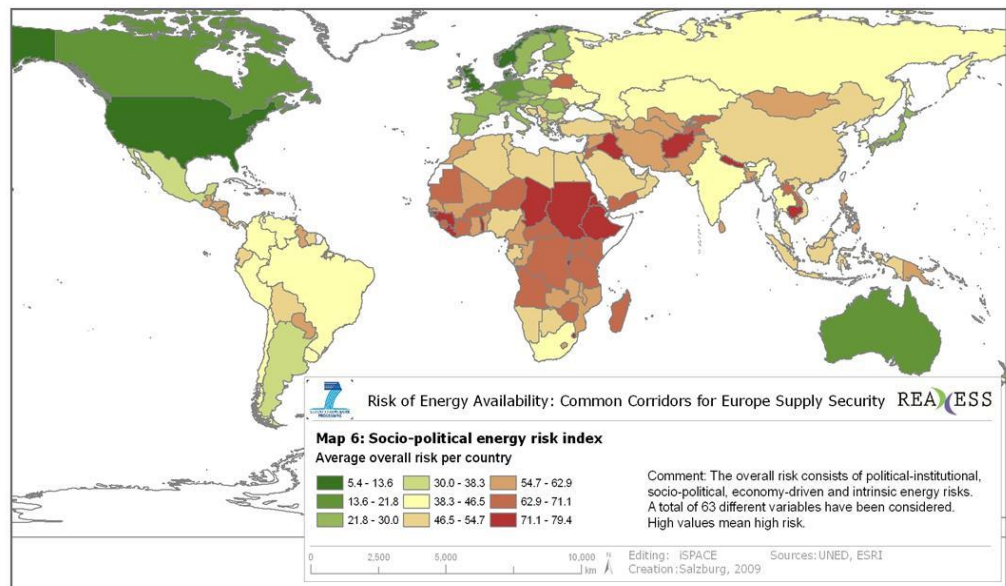 Risk of Energy Availability: Common Corridors for Europe Supply Security REACCESS
Map 6: Socio-political energy risk index
Average overall risk per country
5.4 - 13.6 30.0 - 38.3 54.7 - 62.9
13.6 - 21.8 38.3 - 46.5 62.9 - 71.1
21.8 - 30.0 46.5 - 54.7 71.1 - 79.4
Comment: The overall risk consists of political-institutional,
socio-political, economy-driven and intrinsic energy risks.
A total of 63 different variables have been considered.
High values mean high risk.
0 2.500 5.000 10.000
km
N
Editing: iSPACE Sources: UNED, ESRI
Creation: Salzburg, 2009